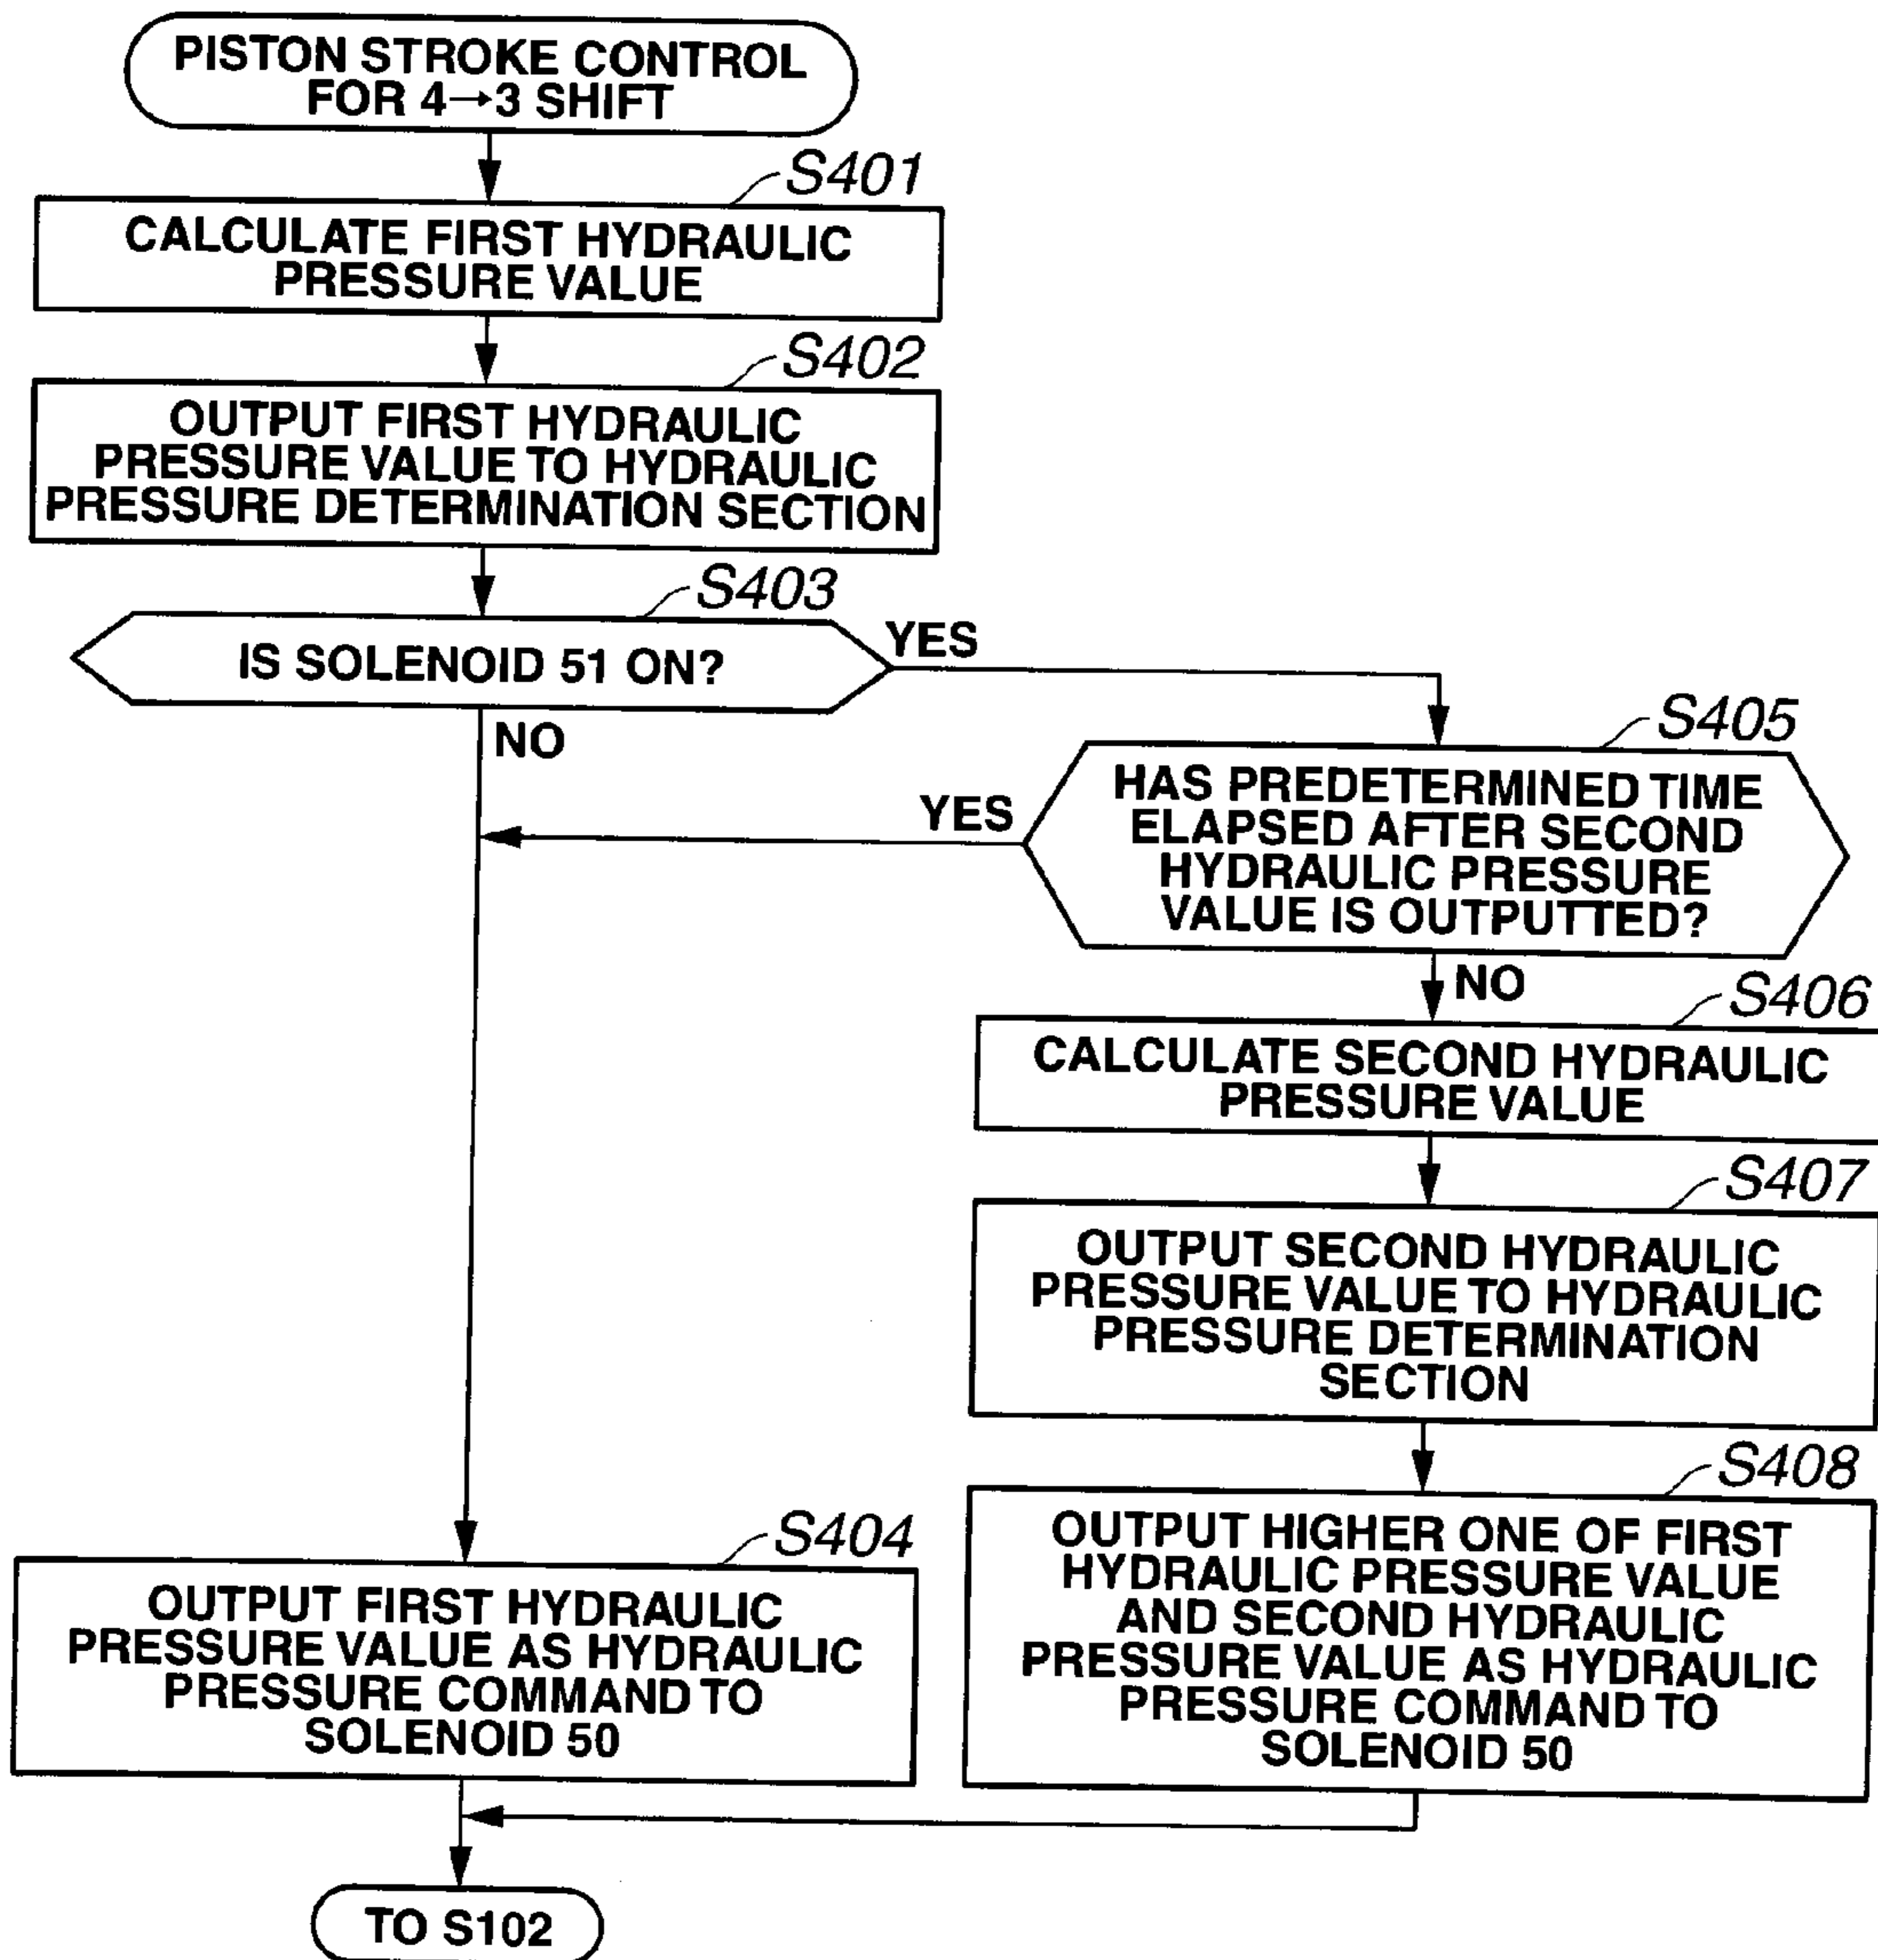 PISTON STROKE CONTROL
FOR 4→3 SHIFT
S401
CALCULATE FIRST HYDRAULIC
PRESSURE VALUE
S402
OUTPUT FIRST HYDRAULIC
PRESSURE VALUE TO HYDRAULIC
PRESSURE DETERMINATION SECTION
S403
IS SOLENOID 51 ON?
YES
NO
S405
HAS PREDETERMINED TIME
ELAPSED AFTER SECOND
HYDRAULIC PRESSURE
VALUE IS OUTPUTTED?
YES
NO
S406
CALCULATE SECOND HYDRAULIC
PRESSURE VALUE
S407
OUTPUT SECOND HYDRAULIC
PRESSURE VALUE TO HYDRAULIC
PRESSURE DETERMINATION
SECTION
S408
OUTPUT HIGHER ONE OF FIRST
HYDRAULIC PRESSURE VALUE
AND SECOND HYDRAULIC
PRESSURE VALUE AS HYDRAULIC
PRESSURE COMMAND TO
SOLENOID 50
S404
OUTPUT FIRST HYDRAULIC
PRESSURE VALUE AS HYDRAULIC
PRESSURE COMMAND TO
SOLENOID 50
TO S102